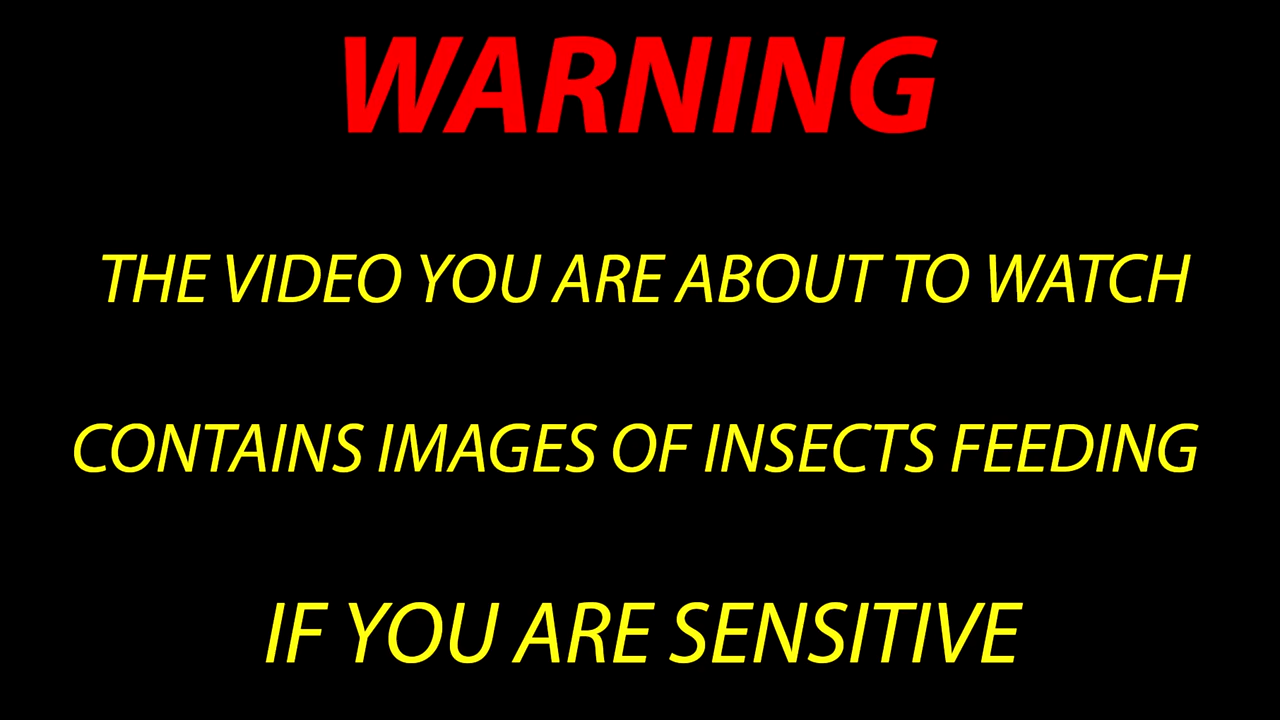 WARNING
THE VIDEO YOU ARE ABOUT TO WATCH
CONTAINS IMAGES OF INSECTS FEEDING
IF YOU ARE SENSITIVE